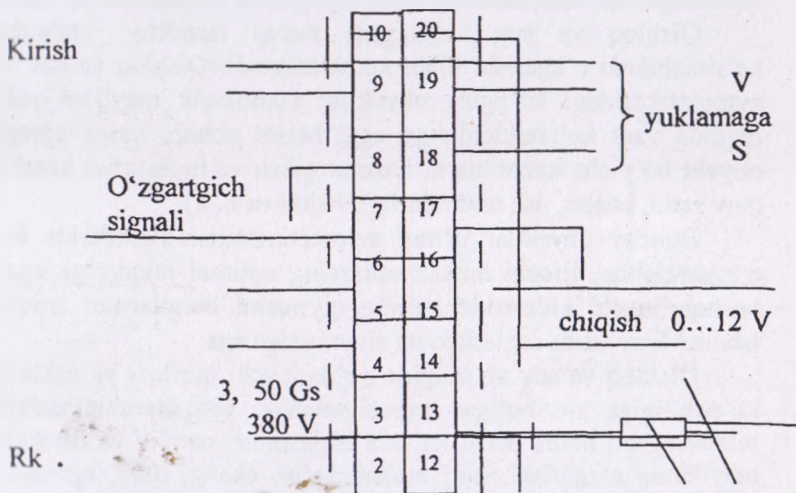 10 20
Kirish
9 19
V
yuklamaga
8 18
S
O‘zgartgich
signali
7 17
6 16
5 15
chiqish 0...12 V
4 14
3, 50 Gs
380 V
3 13
Rk
2 12